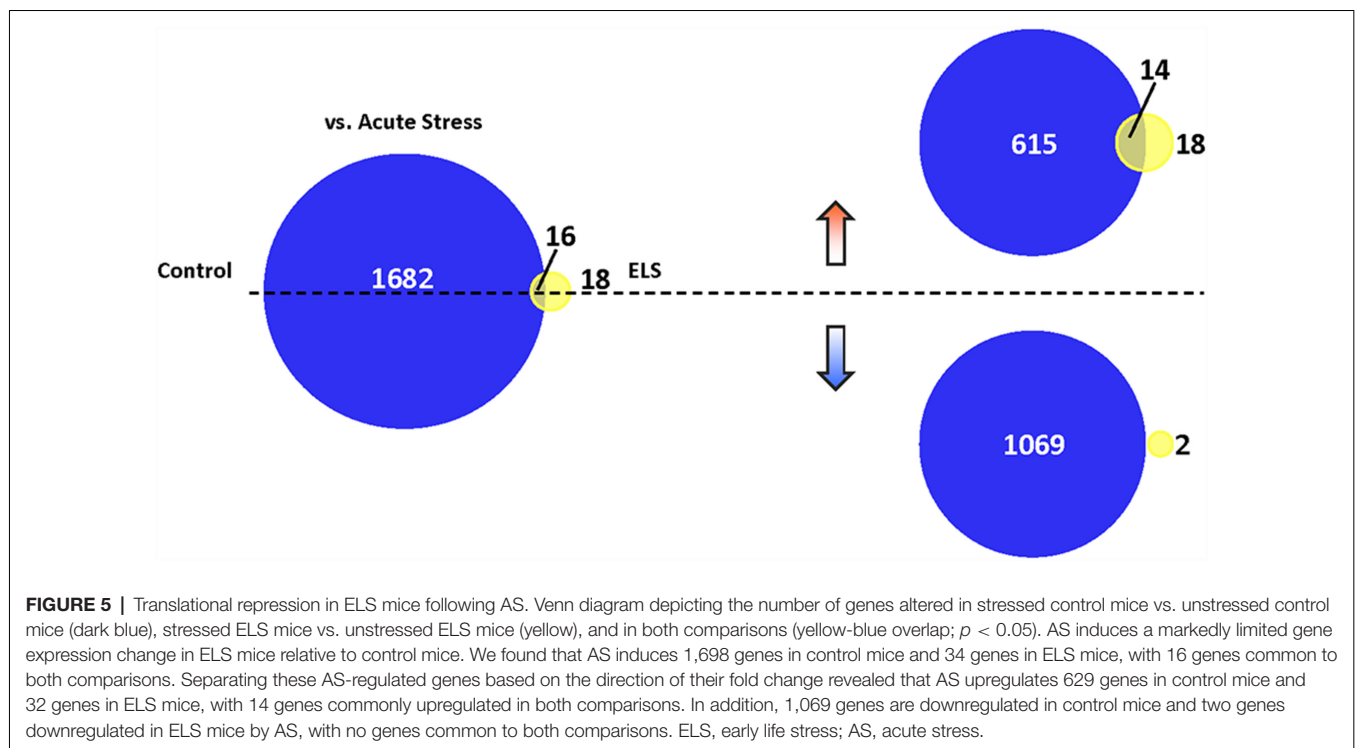 vs. Acute Stress
Control
1682
16
18
ELS
615
14
18
1069
2
FIGURE 5 | Translational repression in ELS mice following AS. Venn diagram depicting the number of genes altered in stressed control mice vs. unstressed control
mice (dark blue), stressed ELS mice vs. unstressed ELS mice (yellow), and in both comparisons (yellow-blue overlap; p < 0.05). AS induces a markedly limited gene
expression change in ELS mice relative to control mice. We found that AS induces 1,698 genes in control mice and 34 genes in ELS mice, with 16 genes common to
both comparisons. Separating these AS-regulated genes based on the direction of their fold change revealed that AS upregulates 629 genes in control mice and
32 genes in ELS mice, with 14 genes commonly upregulated in both comparisons. In addition, 1,069 genes are downregulated in control mice and two genes
downregulated in ELS mice by AS, with no genes common to both comparisons. ELS, early life stress; AS, acute stress.